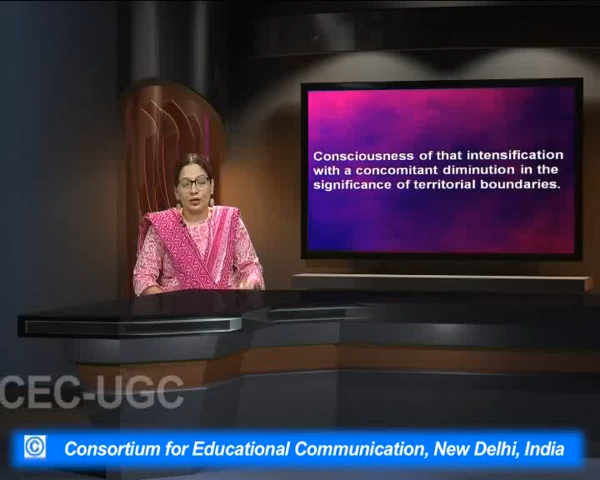 Consciousness of that intensification
with a concomitant diminution in the
significance of territorial boundaries.
CEC-UGC
© Consortium for Educational Communication, New Delhi, India